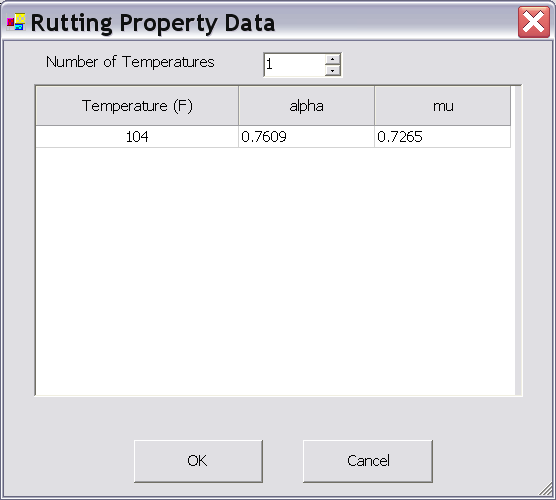 Rutting Property Data
Number of Temperatures 1
Temperature (F) alpha mu
104 0.7609 0.7265
OK Cancel